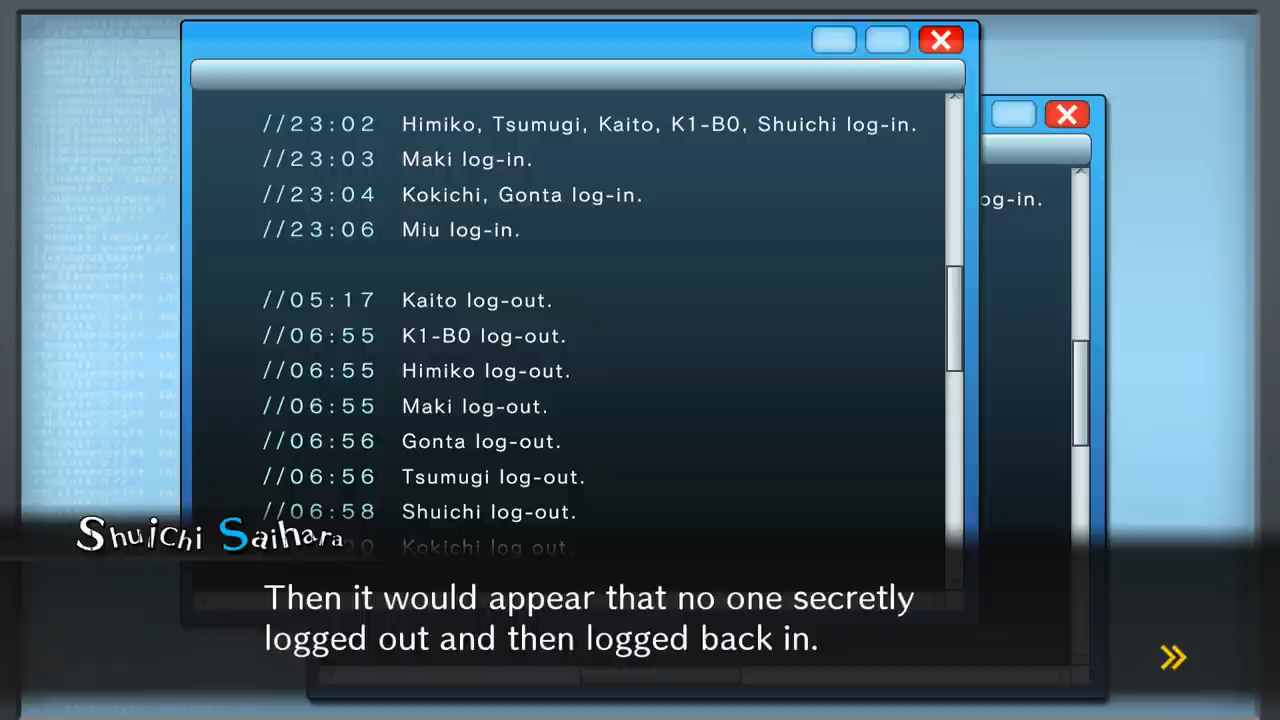 //23:02 Himiko, Tsumugi, Kaito, K1-B0, Shuichi log-in.
//23:03 Maki log-in.
//23:04 Kokichi, Gonta log-in.
//23:06 Miu log-in.
og-in.
//05:17 Kaito log-out.
//06:55 K1-B0 log-out.
//06:55 Himiko log-out.
//06:55 Maki log-out.
//06:56 Gonta log-out.
//06:56 Tsumugi log-out.
//06:58 Shuichi log-out.
Kokichi log out.
Shuichi Saihara
Then it would appear that no one secretly
logged out and then logged back in.